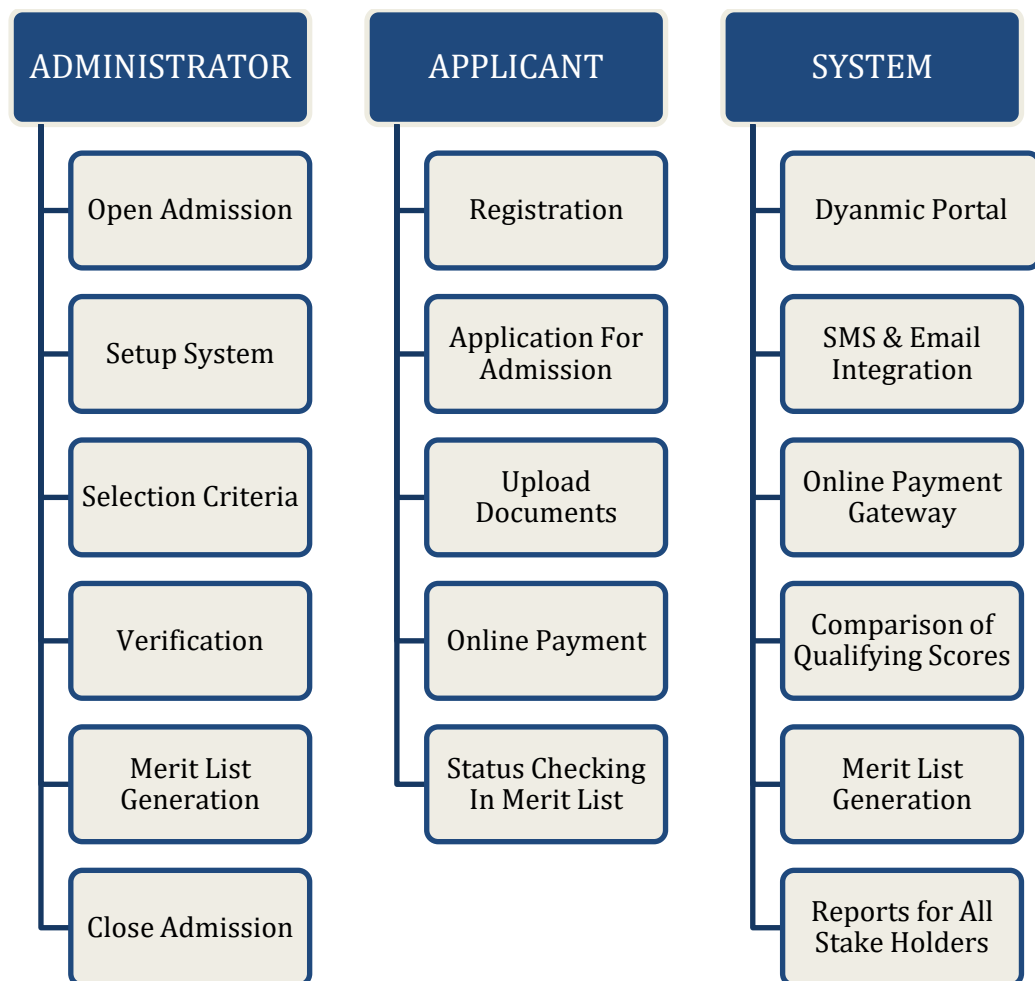 ADMINISTRATOR
Open Admission
Setup System
Selection Criteria
Verification
Merit List
Generation
Close Admission
APPLICANT
Registration
Application For
Admission
Upload
Documents
Online Payment
Status Checking
In Merit List
SYSTEM
Dyanmic Portal
SMS & Email
Integration
Online Payment
Gateway
Comparison of
Qualifying Scores
Merit List
Generation
Reports for All
Stake Holders